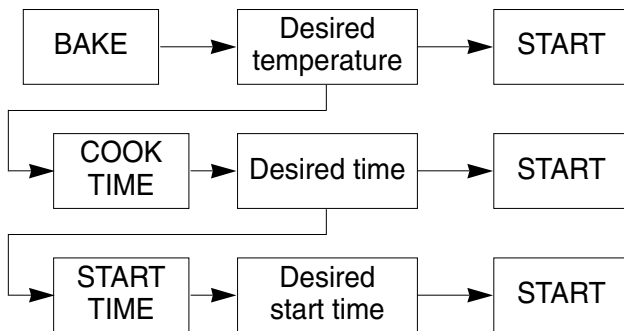 BAKE
Desired
temperature
START
COOK
TIME
Desired time
START
START
TIME
Desired
start time
START